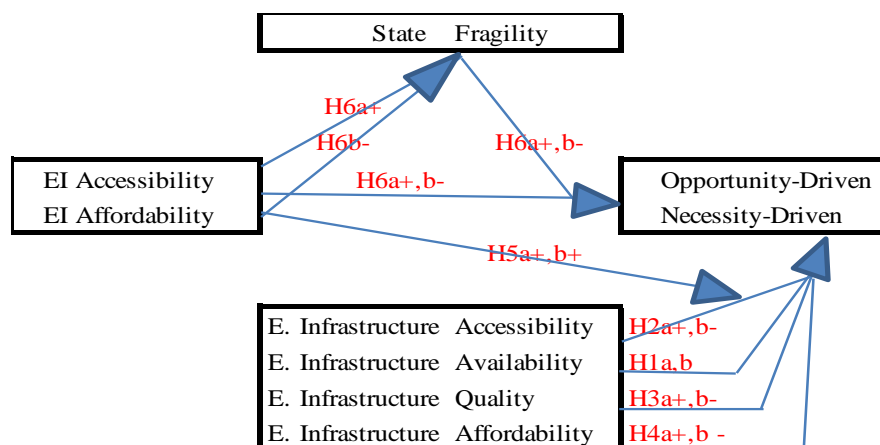 State Fragility
H6a+
H6b-
H6a+,b-
EI Accessibility
EI Affordability
H6a+,b-
Opportunity-Driven
Necessity-Driven
H5a+,b+
E. Infrastructure Accessibility H2a+,b-
E. Infrastructure Availability H1a,b
E. Infrastructure Quality H3a+,b-
E. Infrastructure Affordability H4a+,b -